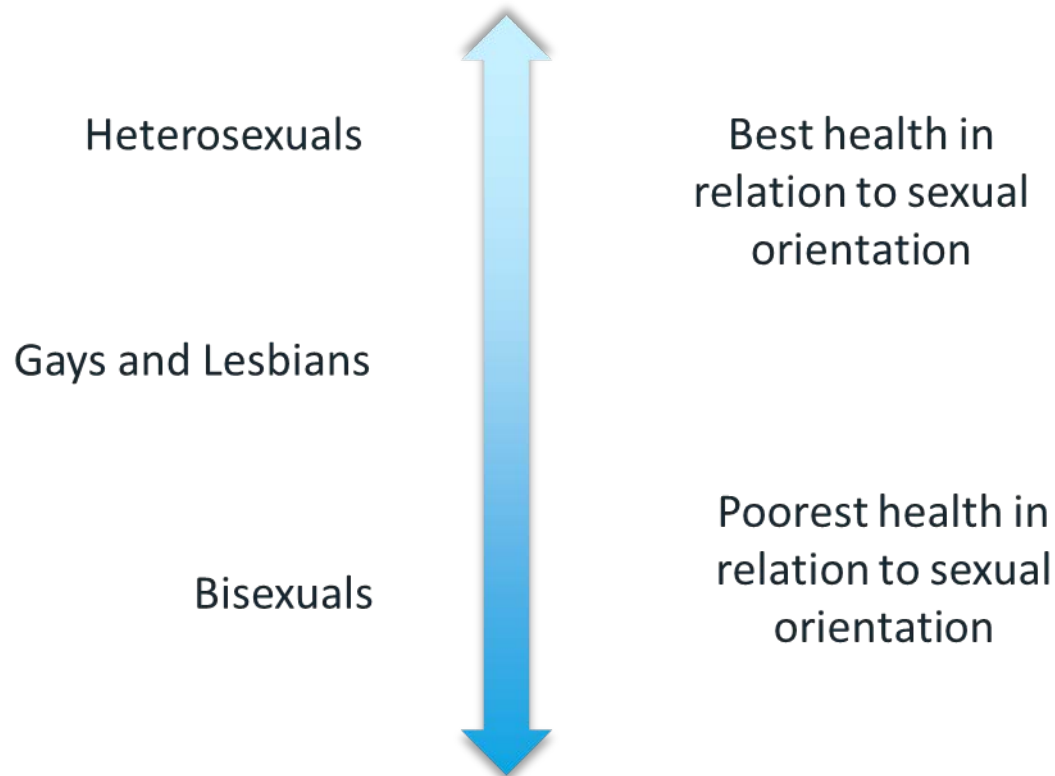 Heterosexuals
Best health in
relation to sexual
orientation
Gays and Lesbians
Poorest health in
relation to sexual
orientation
Bisexuals